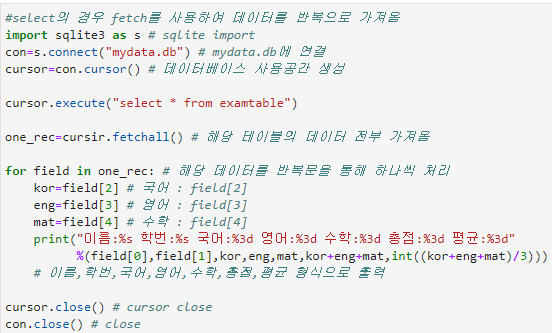 #select의 경우 fetch를 사용하여 데이터를 반복으로 가져옴
import sqlite3 as s # sqlite import
con=s.connect("mydata.db") # mydata.db에 연결
cursor=con.cursor() # 데이터베이스 사용공간 생성
cursor.execute("select * from examtable")
one_rec=cursir.fetchall() # 해당 테이블의 데이터 전부 가져옴
for field in one_rec: # 해당 데이터를 반복문을 통해 하나씩 처리
    kor=field[2] # 국어 : field[2]
    eng=field[3] # 영어 : field[3]
    mat=field[4] # 수학 : field[4]
    print("이름:%s 학번:%s 국어:%3d 영어:%3d 수학:%3d 총점:%3d 평균:%3d"
          %(field[0],field[1],kor,eng,mat,kor+eng+mat,int((kor+eng+mat)/3)))
    # 이름,학번,국어,영어,수학,총점,평균 형식으로 출력
cursor.close() # cursor close
con.close() # close